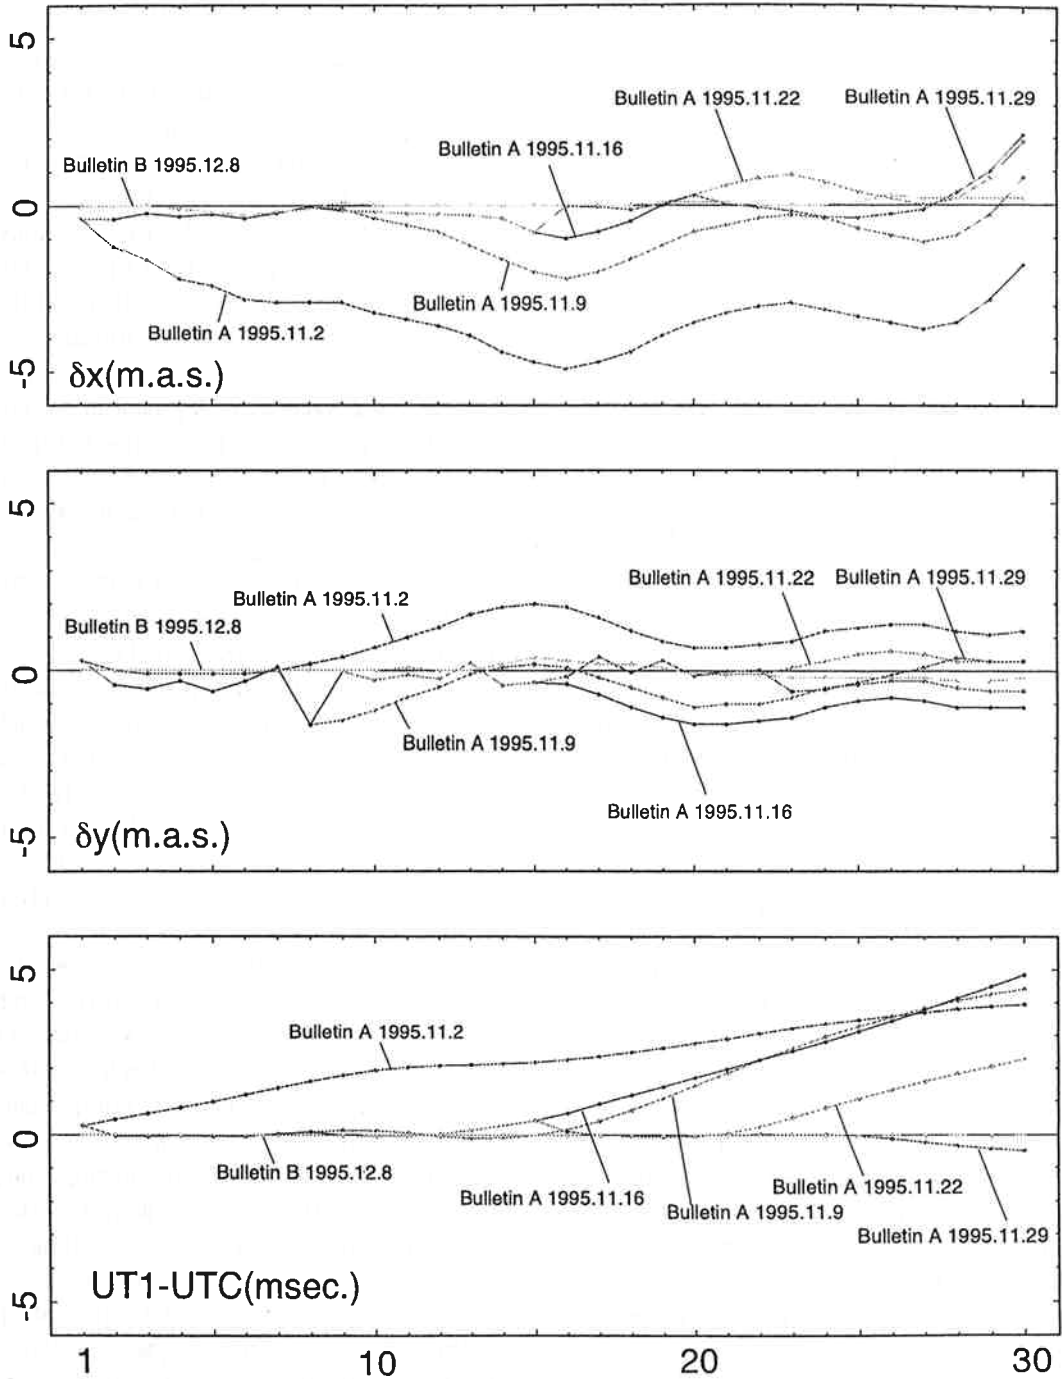 5
Bulletin A 1995.11.22
Bulletin A 1995.11.29
Bulletin A 1995.11.16
Bulletin B 1995.12.8
0
Bulletin A 1995.11.9
Bulletin A 1995.11.2
-5
δx(m.a.s.)
5
Bulletin A 1995.11.22
Bulletin A 1995.11.29
Bulletin A 1995.11.2
Bulletin B 1995.12.8
0
Bulletin A 1995.11.9
Bulletin A 1995.11.16
-5
δy(m.a.s.)
5
Bulletin A 1995.11.2
0
Bulletin B 1995.12.8
Bulletin A 1995.11.16
Bulletin A 1995.11.22
Bulletin A 1995.11.9
Bulletin A 1995.11.29
UT1-UTC(msec.)
-5
1 10 20 30